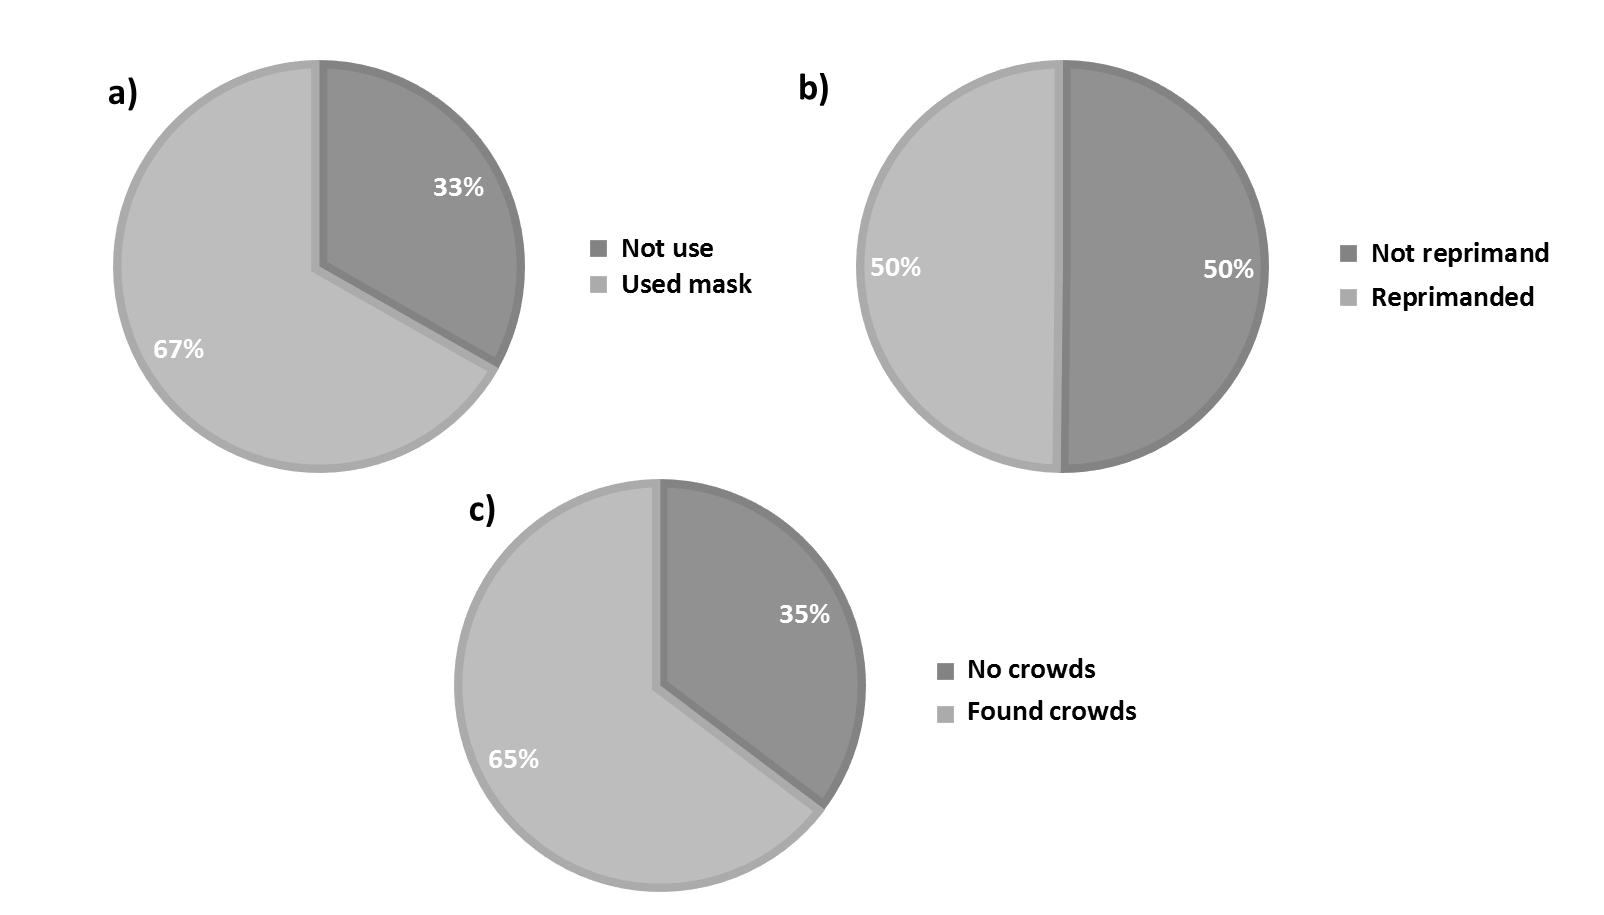 a)
33%
67%
Not use
Used mask
b)
50%
50%
Not reprimand
Reprimanded
c)
35%
65%
No crowds
Found crowds